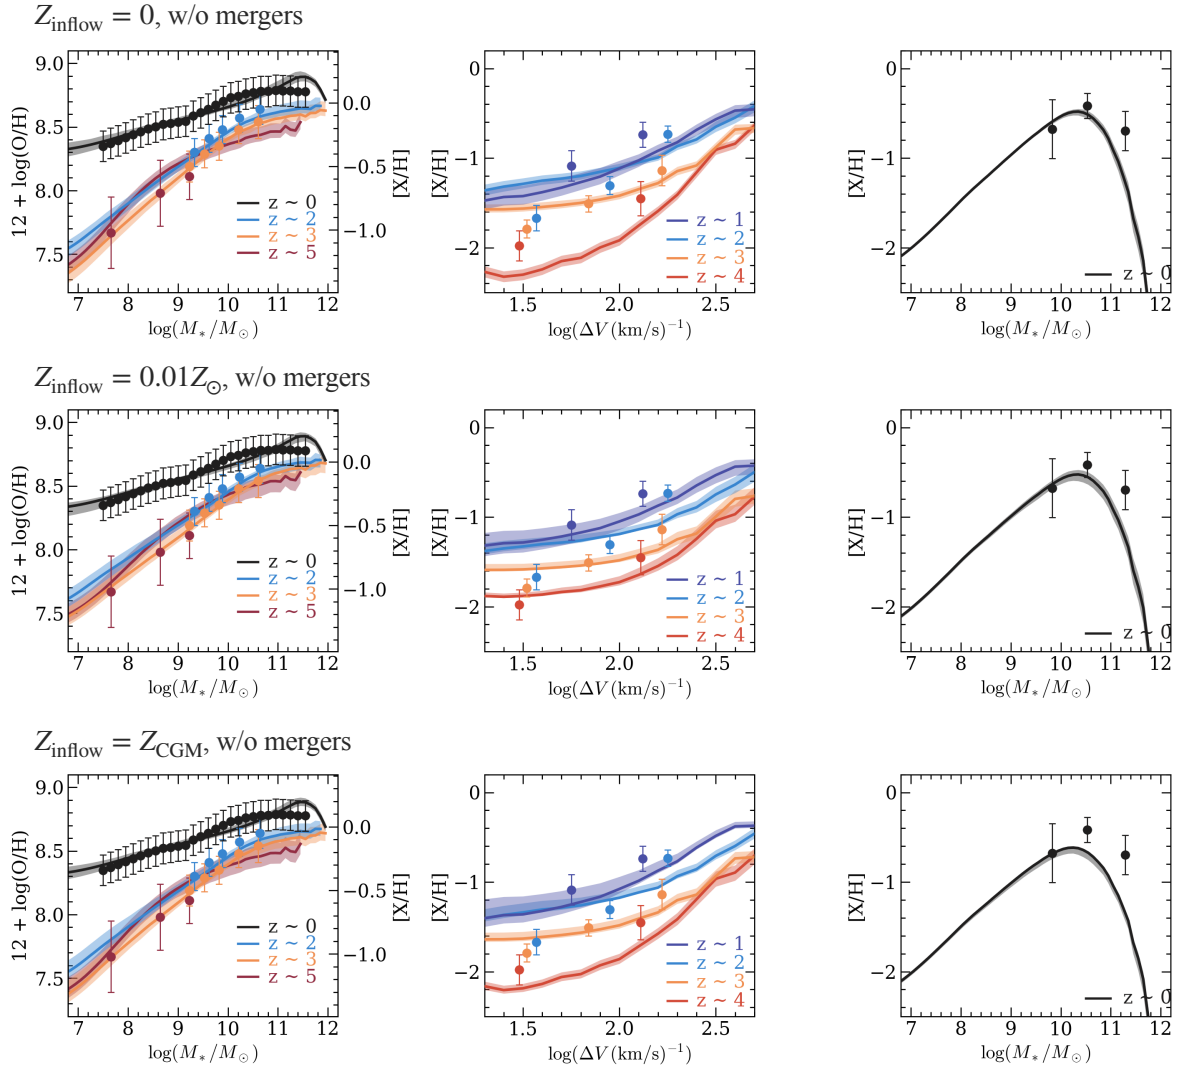 Z_inflow = 0, w/o mergers
9.0
8.5
8.0
7.5
12 + log(O/H)
0.0
−0.5
−1.0
[X/H]
z ~ 0
z ~ 2
z ~ 3
z ~ 5
7 8 9 10 11 12
log(M_*/M_⊙)
0
−1
−2
[X/H]
z ~ 1
z ~ 2
z ~ 3
z ~ 4
1.5 2.0 2.5
log(ΔV(km/s)^−1)
0
−1
−2
[X/H]
z ~ 0
7 8 9 10 11 12
log(M_*/M_⊙)
Z_inflow = 0.01Z_⊙, w/o mergers
9.0
8.5
8.0
7.5
12 + log(O/H)
0.0
−0.5
−1.0
[X/H]
z ~ 0
z ~ 2
z ~ 3
z ~ 5
7 8 9 10 11 12
log(M_*/M_⊙)
0
−1
−2
[X/H]
z ~ 1
z ~ 2
z ~ 3
z ~ 4
1.5 2.0 2.5
log(ΔV(km/s)^−1)
0
−1
−2
[X/H]
z ~ 0
7 8 9 10 11 12
log(M_*/M_⊙)
Z_inflow = Z_CGM, w/o mergers
9.0
8.5
8.0
7.5
12 + log(O/H)
0.0
−0.5
−1.0
[X/H]
z ~ 0
z ~ 2
z ~ 3
z ~ 5
7 8 9 10 11 12
log(M_*/M_⊙)
0
−1
−2
[X/H]
z ~ 1
z ~ 2
z ~ 3
z ~ 4
1.5 2.0 2.5
log(ΔV(km/s)^−1)
0
−1
−2
[X/H]
z ~ 0
7 8 9 10 11 12
log(M_*/M_⊙)